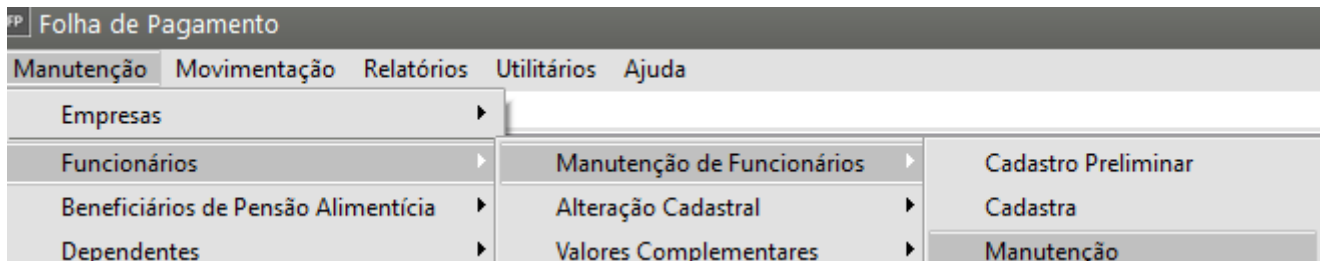 FP Folha de Pagamento
Manutenção Movimentação Relatórios Utilitários Ajuda
Empresas
Funcionários Manutenção de Funcionários Cadastro Preliminar
Beneficiários de Pensão Alimentícia Alteração Cadastral Cadastra
Dependentes Valores Complementares Manutenção